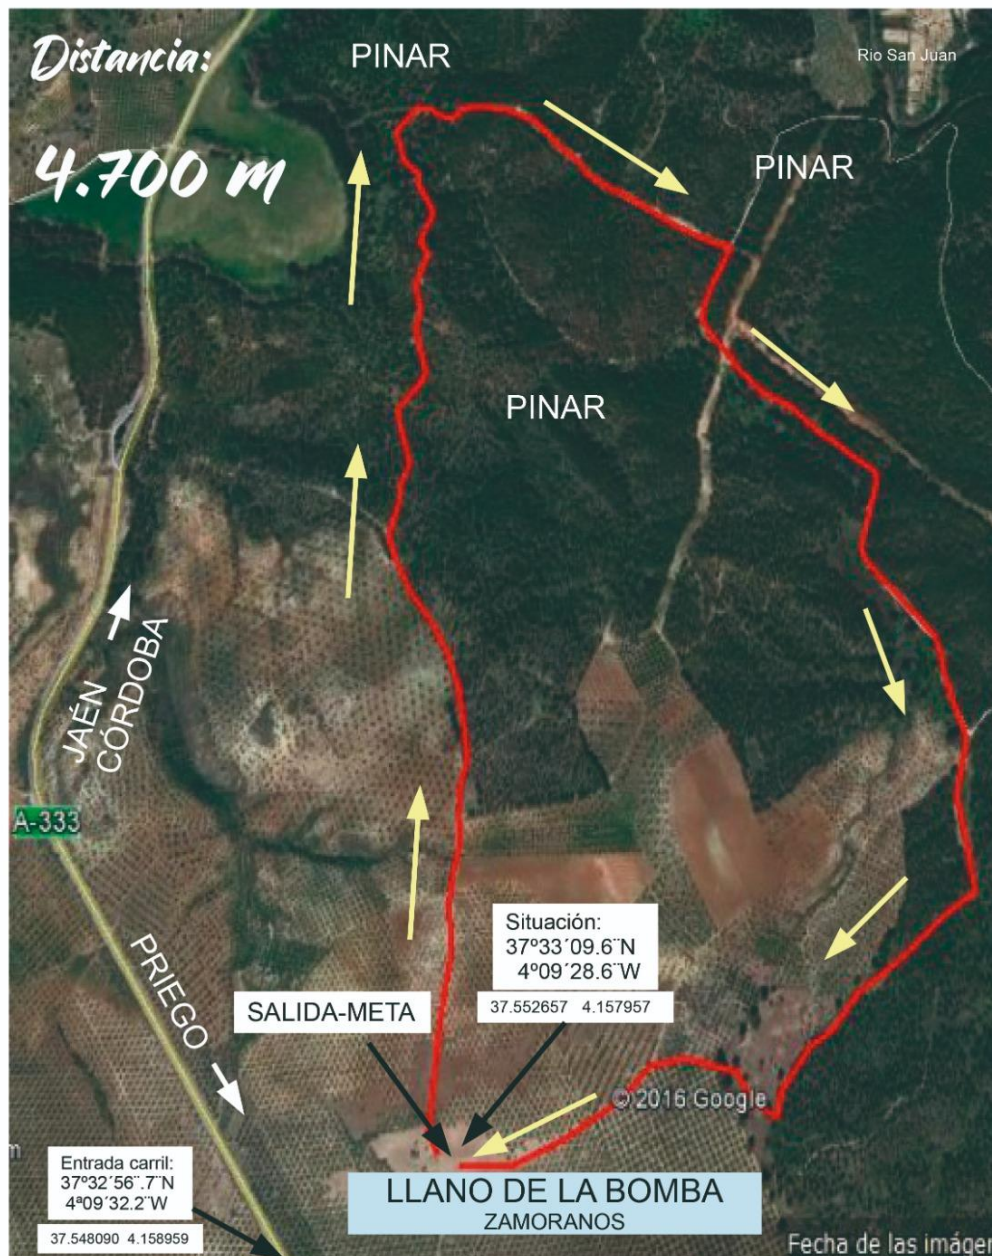 Distancia:
4.700 m
PINAR
Rio San Juan
PINAR
PINAR
JAÉN
CÓRDOBA
A-333
PRIEGO
Situación:
37º33´09.6¨N
4º09´28.6¨W
37.552657 4.157957
SALIDA-META
© 2016 Google
Entrada carril:
37º32´56¨.7¨N
4ª09´32.2¨W
37.548090 4.158959
LLANO DE LA BOMBA
ZAMORANOS
Fecha de las imágen